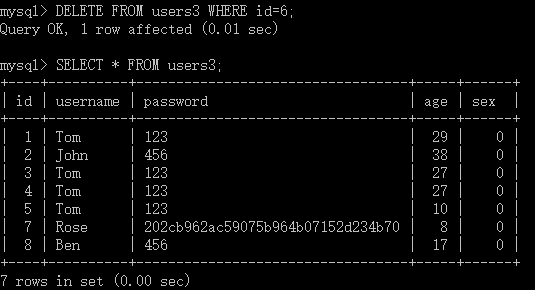 mysql> DELETE FROM users3 WHERE id=6;
Query OK, 1 row affected (0.01 sec)
mysql> SELECT * FROM users3;
+----+----------+----------------------------------+-----+------+
| id | username | password                         | age | sex  |
+----+----------+----------------------------------+-----+------+
|  1 | Tom      | 123                              |  29 |    0 |
|  2 | John     | 456                              |  38 |    0 |
|  3 | Tom      | 123                              |  27 |    0 |
|  4 | Tom      | 123                              |  27 |    0 |
|  5 | Tom      | 123                              |  10 |    0 |
|  7 | Rose     | 202cb962ac59075b964b07152d234b70 |   8 |    0 |
|  8 | Ben      | 456                              |  17 |    0 |
+----+----------+----------------------------------+-----+------+
7 rows in set (0.00 sec)